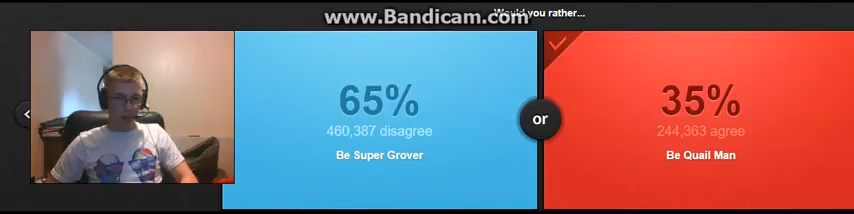 www.Bandicam.com
Would you rather...
65%
460,387 disagree
Be Super Grover
or
35%
244,363 agree
Be Quail Man